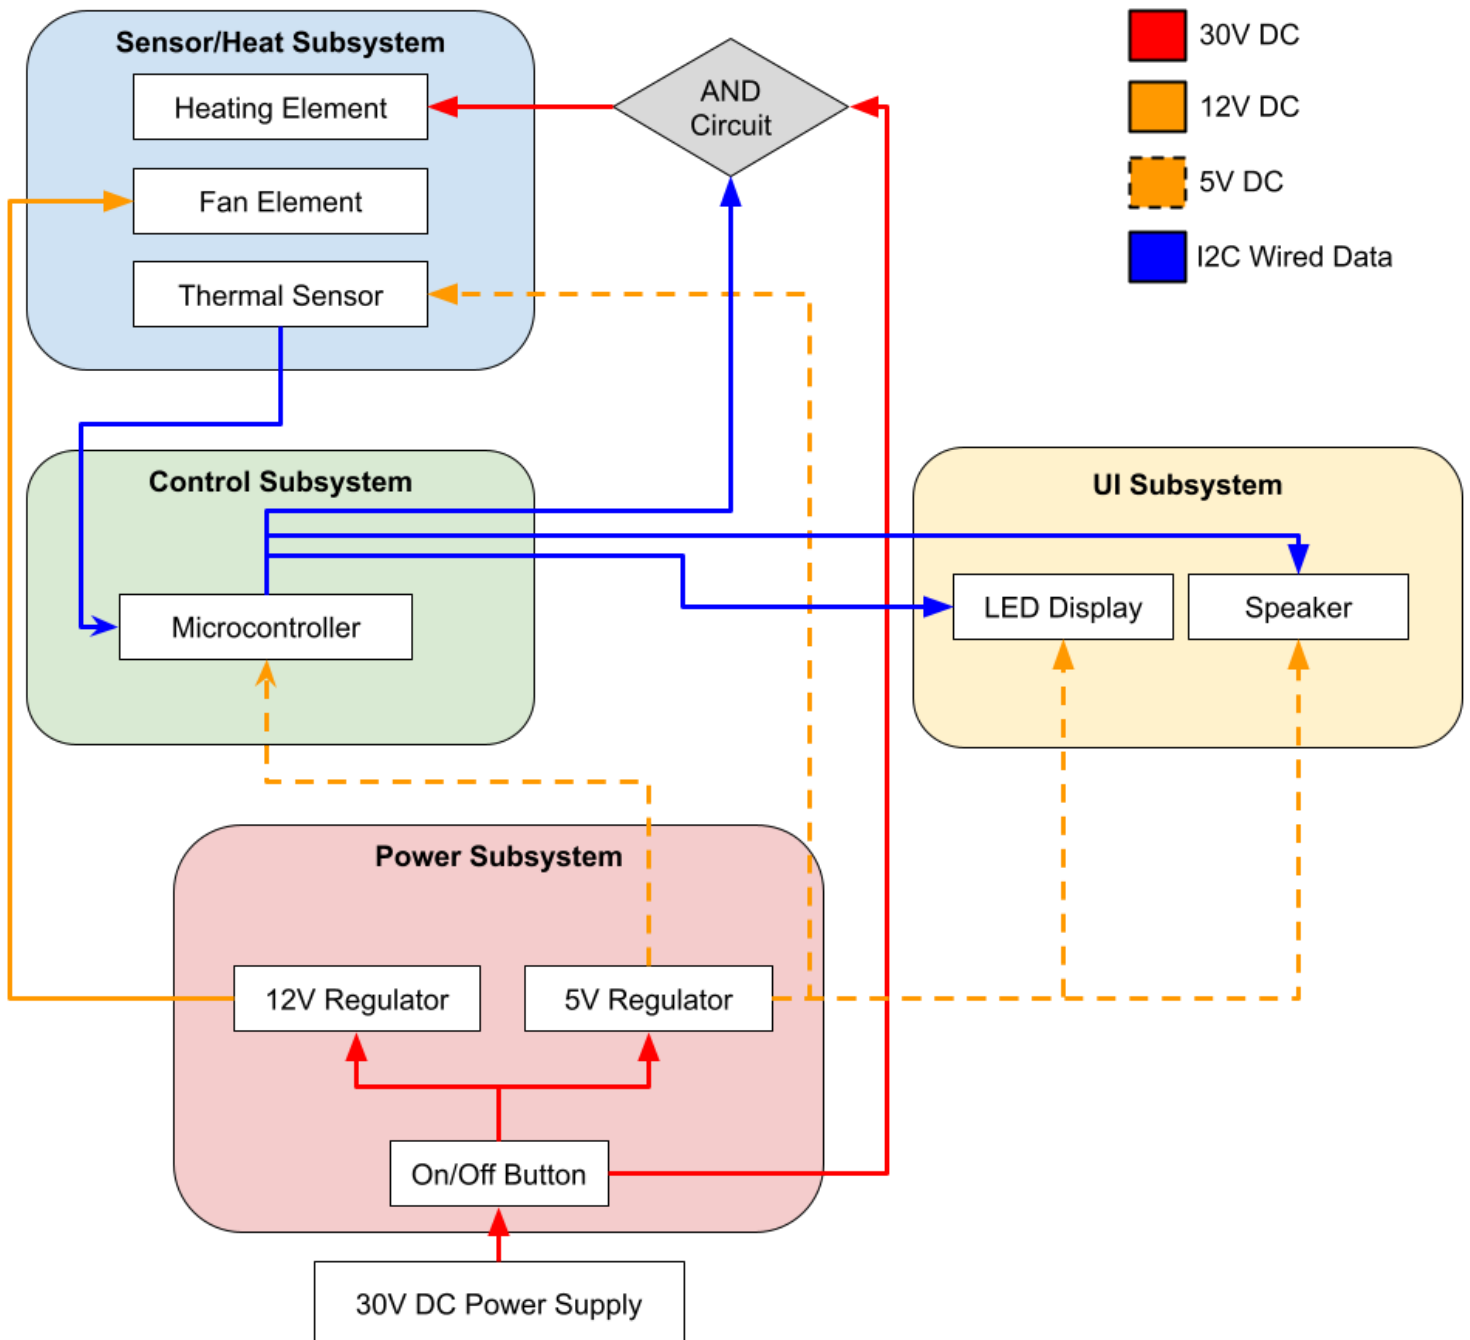 Sensor/Heat Subsystem
Heating Element
Fan Element
Thermal Sensor
AND
Circuit
30V DC
12V DC
5V DC
I2C Wired Data
Control Subsystem
Microcontroller
UI Subsystem
LED Display
Speaker
Power Subsystem
12V Regulator
5V Regulator
On/Off Button
30V DC Power Supply